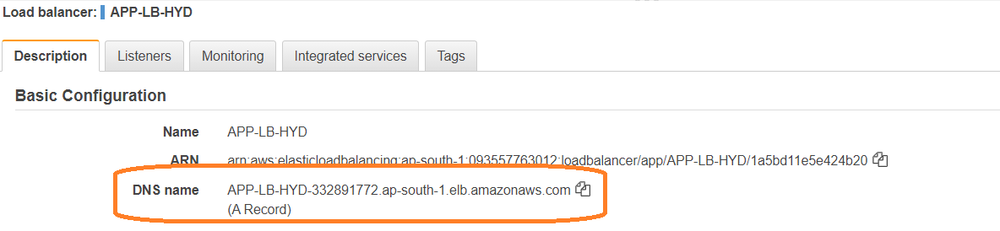 Load balancer: APP-LB-HYD
Description Listeners Monitoring Integrated services Tags
Basic Configuration
Name APP-LB-HYD
ARN arn:aws:elasticloadbalancing:ap-south-1:093557763012:loadbalancer/app/APP-LB-HYD/1a5bd11e5e424b20
DNS name APP-LB-HYD-332891772.ap-south-1.elb.amazonaws.com
(A Record)